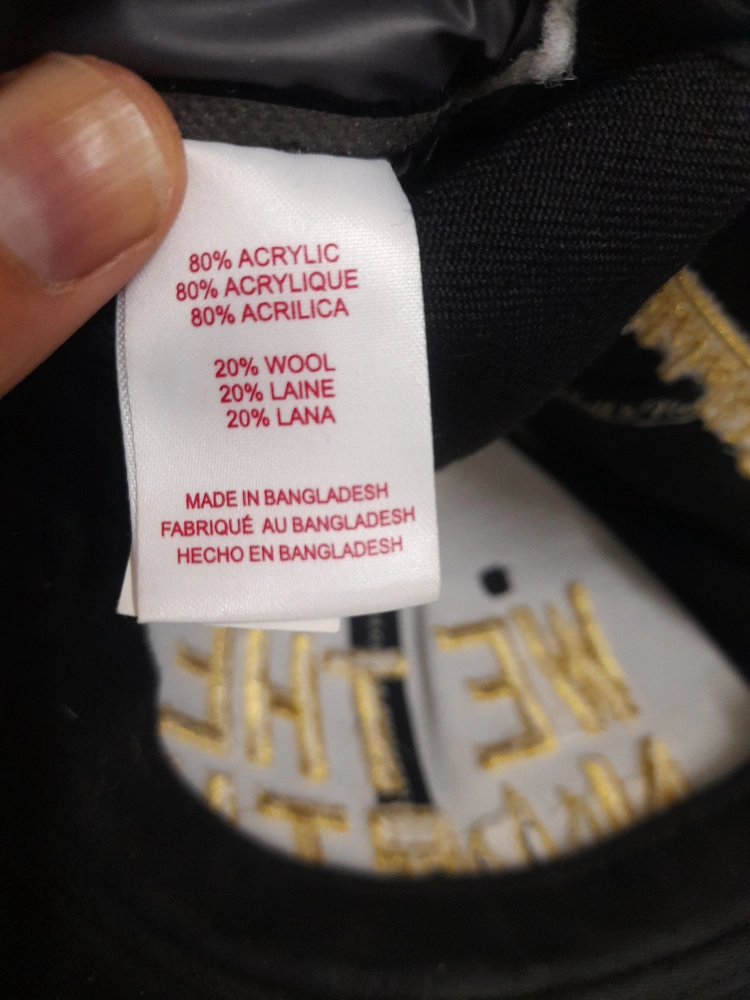 80% ACRYLIC
80% ACRYLIQUE
80% ACRILICA
20% WOOL
20% LAINE
20% LANA
MADE IN BANGLADESH
FABRIQUÉ AU BANGLADESH
HECHO EN BANGLADESH